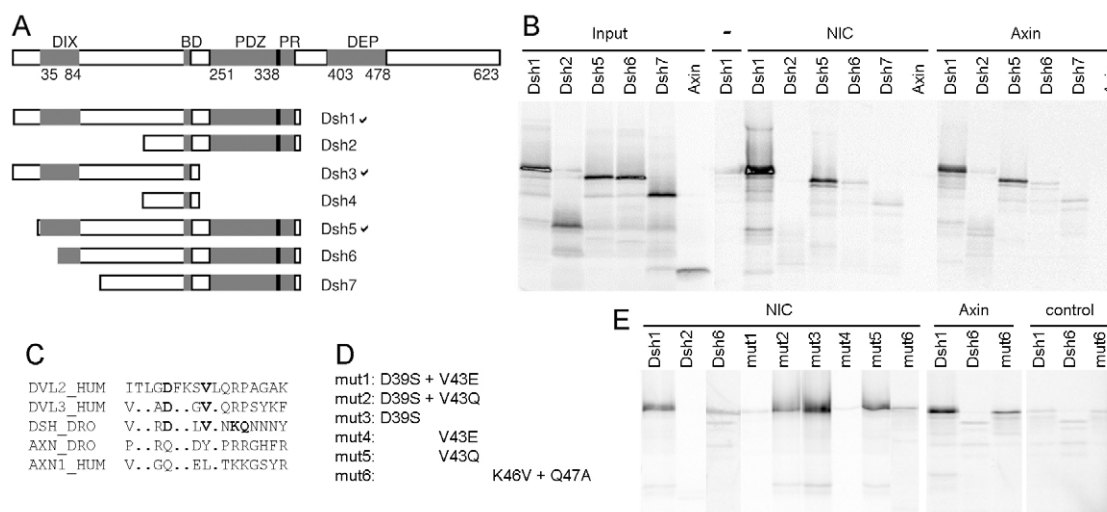 A
DIX BD PDZ PR DEP
35 84 251 338 403 478 623
Dsh1 ✓
Dsh2
Dsh3 ✓
Dsh4
Dsh5 ✓
Dsh6
Dsh7
B
Input - NIC Axin
Dsh1 Dsh2 Dsh5 Dsh6 Dsh7 Axin Dsh1 Dsh1 Dsh2 Dsh5 Dsh6 Dsh7 Axin Dsh1 Dsh2 Dsh5 Dsh6 Dsh7
C
DVL2_HUM ITLGDFKSVLQRPAGAK
DVL3_HUM V..AD..GV.QRPSYKF
DSH_DRO V..RD..LV.NKQNNNY
AXN_DRO P..RQ..DY.PRRGHFR
AXN1_HUM V..GQ..EL.TKKGSYR
D
mut1: D39S + V43E
mut2: D39S + V43Q
mut3: D39S
mut4: V43E
mut5: V43Q
mut6: K46V + Q47A
E
NIC Axin control
Dsh1 Dsh2 Dsh6 mut1 mut2 mut3 mut4 mut5 mut6 Dsh1 Dsh6 mut6 Dsh1 Dsh6 mut6